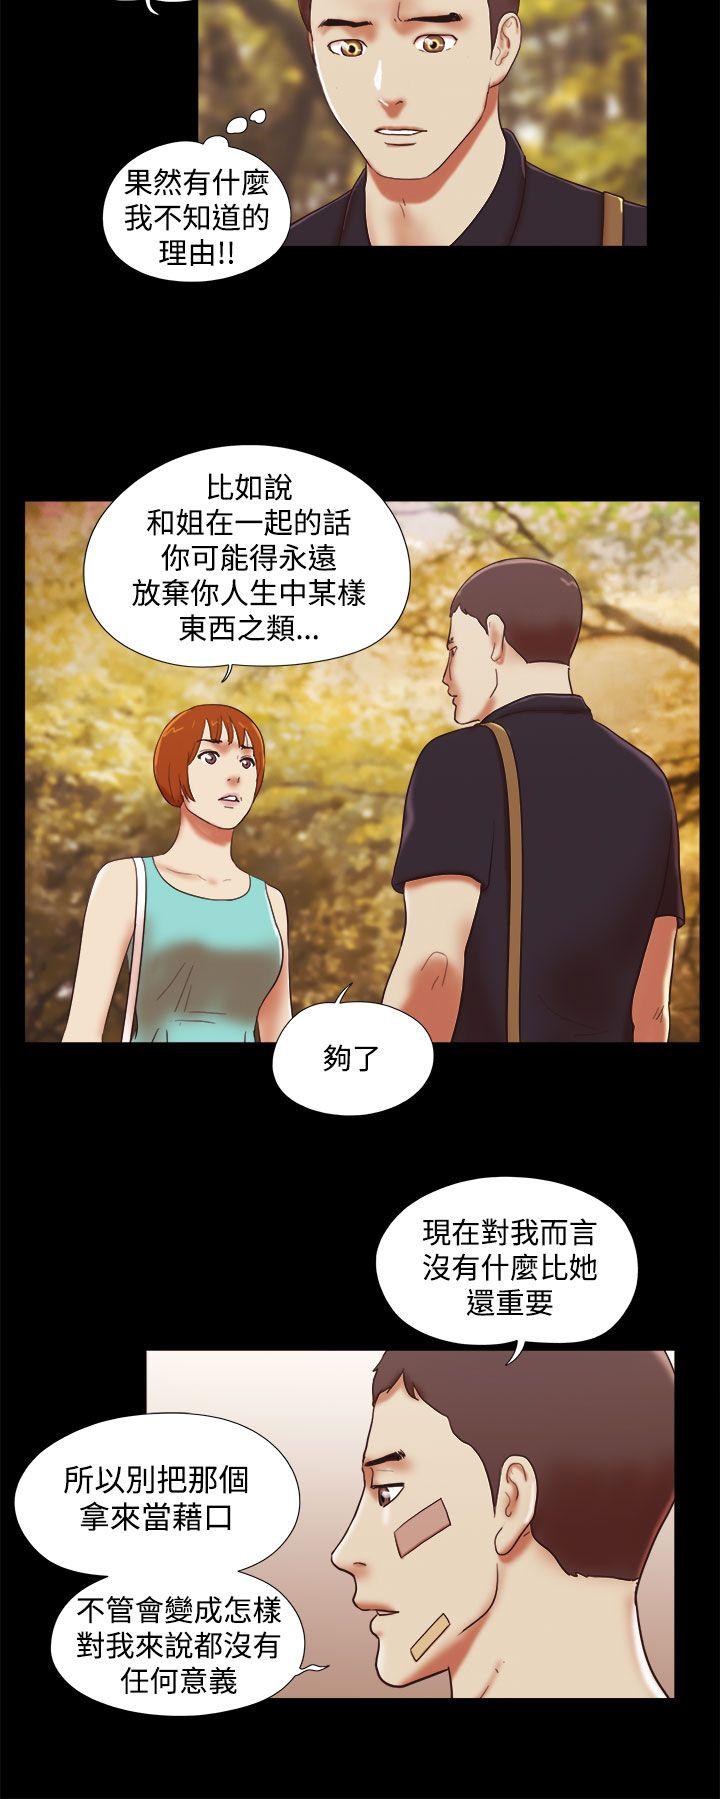 果然有什麼
我不知道的
理由!!
比如說
和姐在一起的話
你可能得永遠
放棄你人生中某樣
東西之類...
夠了
現在對我而言
沒有什麼比她
還重要
所以別把那個
拿來當藉口
不管會變成怎樣
對我來說都沒有
任何意義